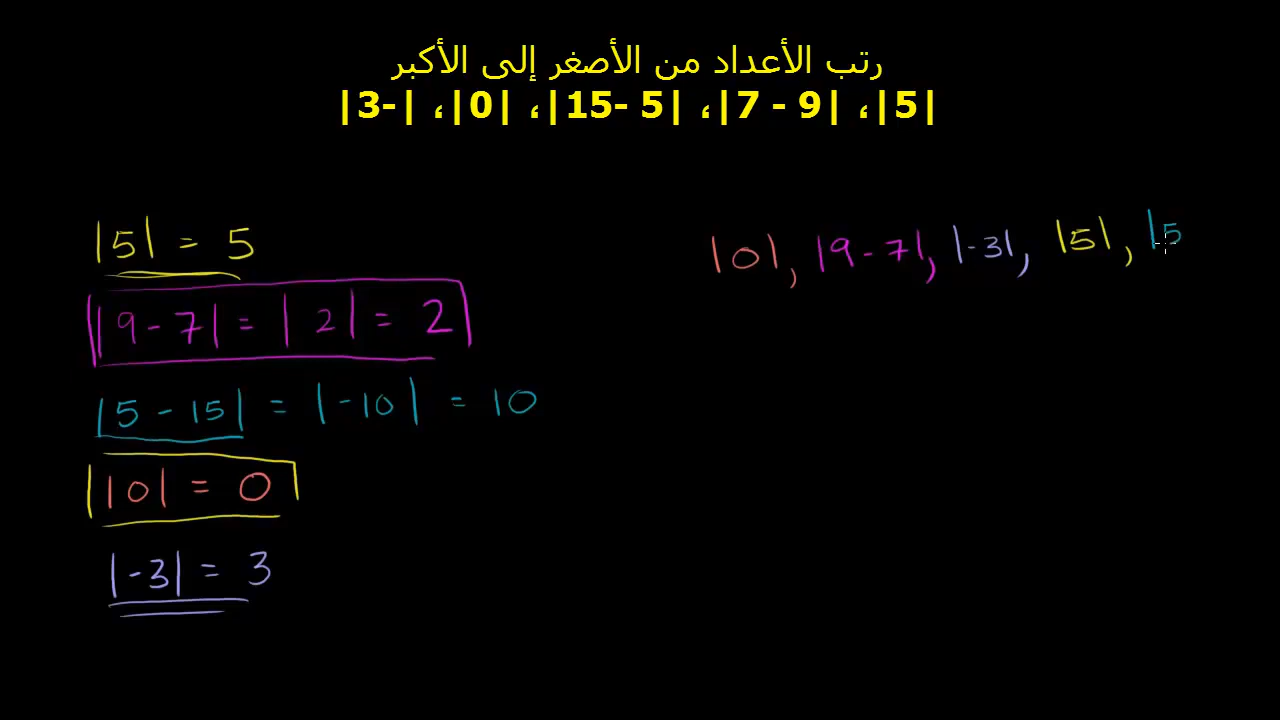 رتب الأعداد من الأصغر إلى الأكبر
|5|، |9 - 7|، |5 -15|، |0|، |-3|
|5| = 5
|9-7| = |2| = 2
|5-15| = |-10| = 10
|0| = 0
|-3| = 3
|0|, |9-7|, |-3|, |5|, |5